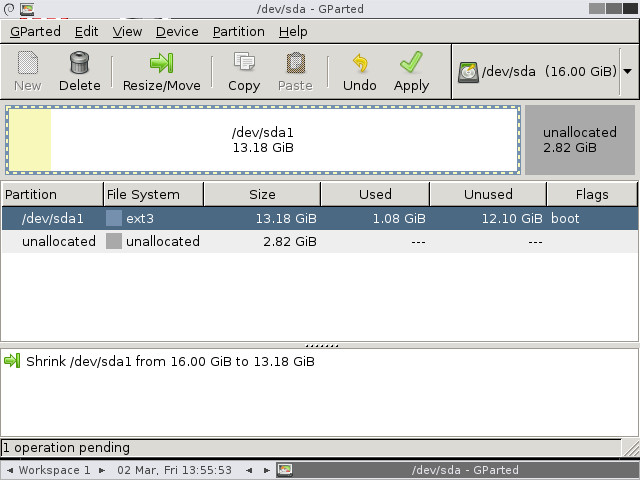 /dev/sda - GParted
GParted Edit View Device Partition Help
New Delete Resize/Move Copy Paste Undo Apply /dev/sda (16.00 GiB)
/dev/sda1
13.18 GiB
unallocated
2.82 GiB
Partition File System Size Used Unused Flags
/dev/sda1 ext3 13.18 GiB 1.08 GiB 12.10 GiB boot
unallocated unallocated 2.82 GiB --- ---
Shrink /dev/sda1 from 16.00 GiB to 13.18 GiB
1 operation pending
Workspace 1 02 Mar, Fri 13:55:53 /dev/sda - GParted